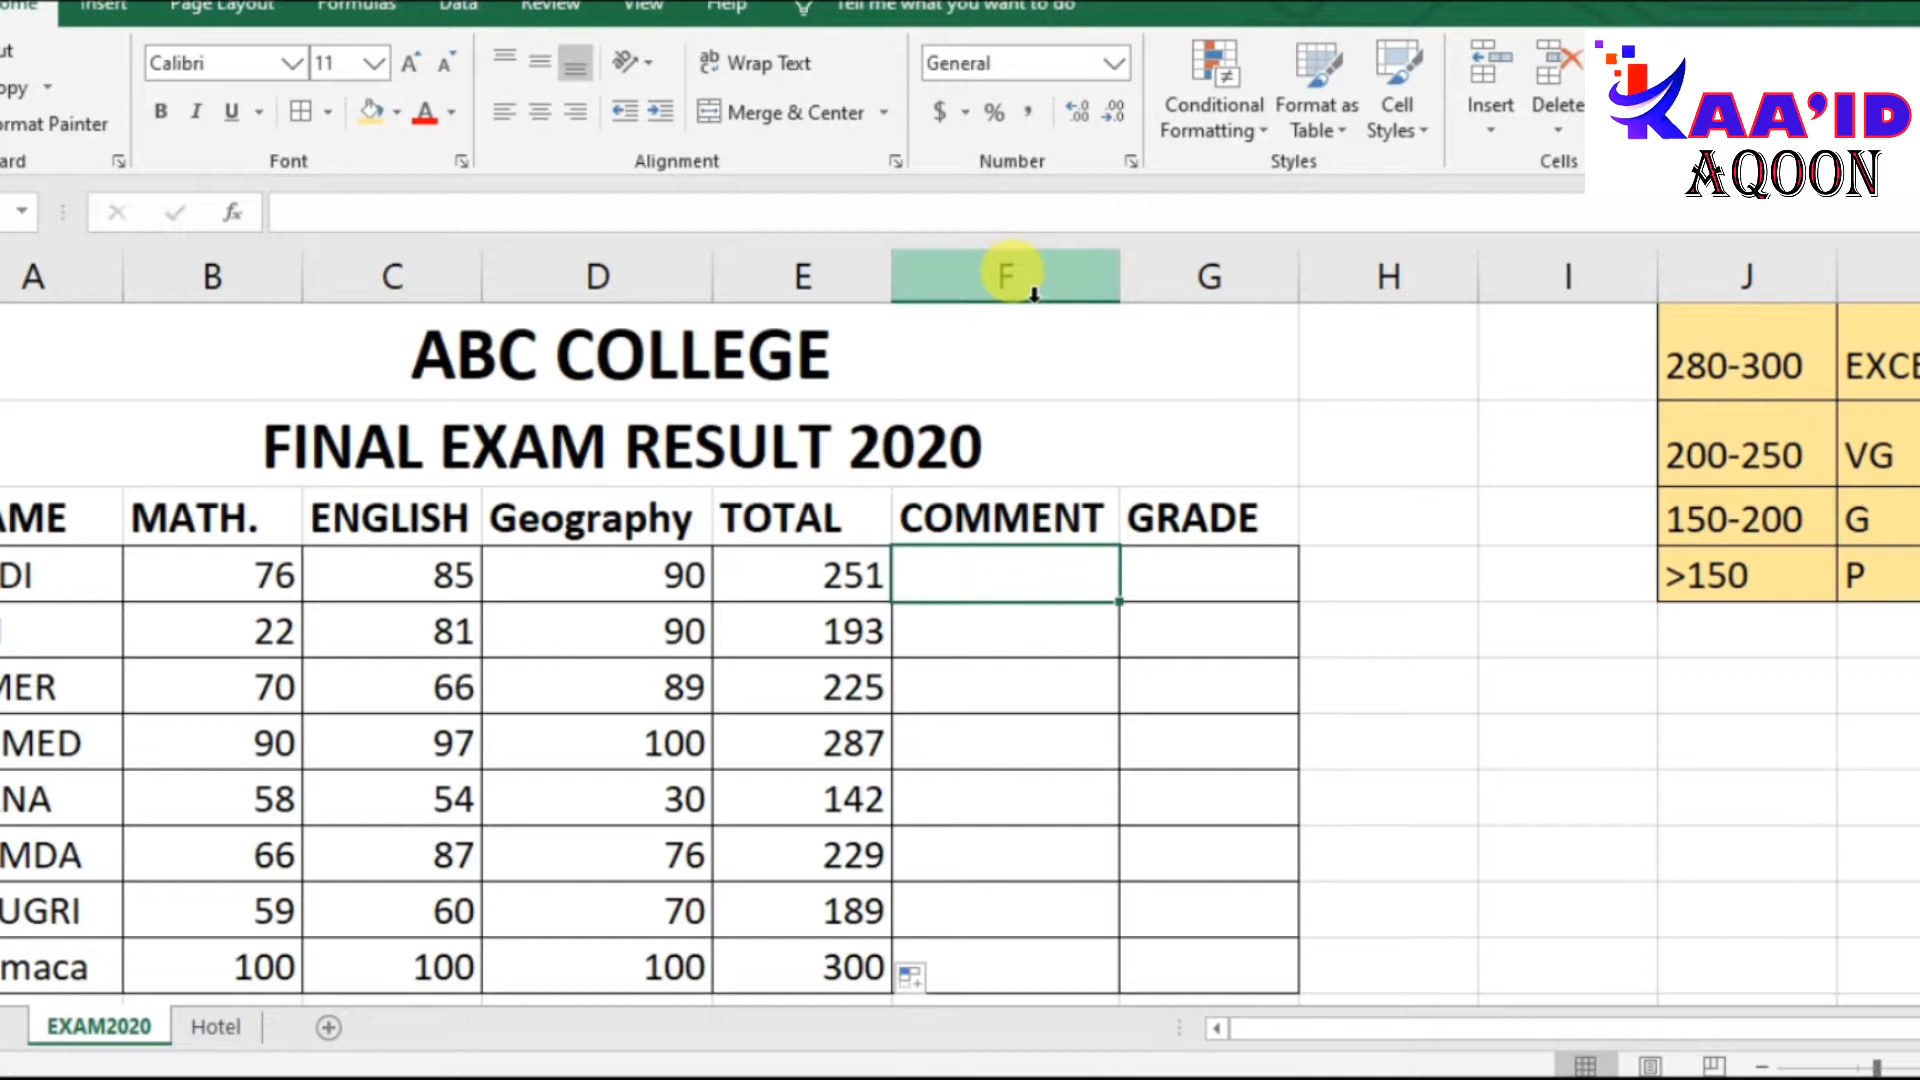 Insert Page Layout Formulas Data Review View Help Tell me what you want to do
Calibri 11 Wrap Text General
Conditional Formatting Format as Table Cell Styles Insert Delete
B I U Merge & Center $ % ,
ormat Painter
Font Alignment Number Styles Cells
KAA'ID
AQOON
fx
A B C D E F G H I J
ABC COLLEGE 280-300 EXCE
FINAL EXAM RESULT 2020 200-250 VG
AME MATH. ENGLISH Geography TOTAL COMMENT GRADE 150-200 G
DI 76 85 90 251 >150 P
22 81 90 193
MER 70 66 89 225
MED 90 97 100 287
NA 58 54 30 142
MDA 66 87 76 229
UGRI 59 60 70 189
maca 100 100 100 300
EXAM2020 Hotel